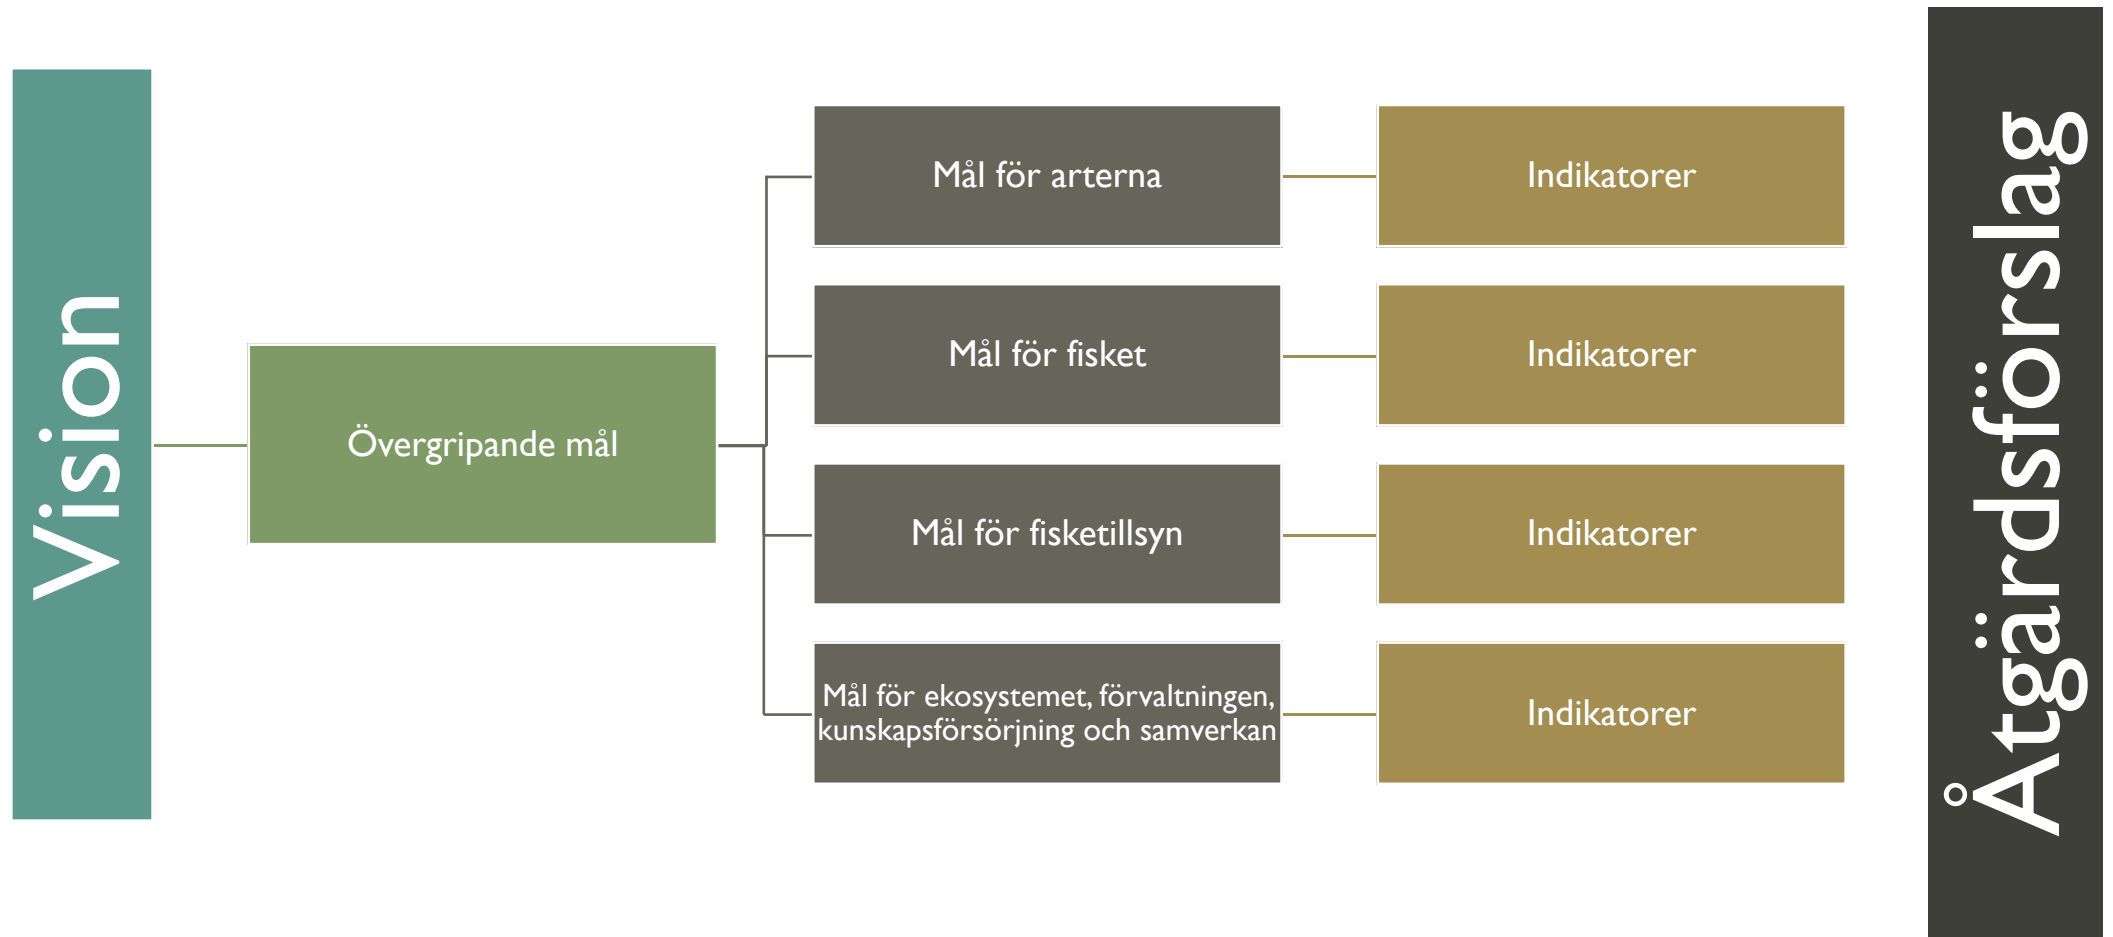 Vision
Övergripande mål
Mål för arterna
Indikatorer
Mål för fisket
Indikatorer
Mål för fisketillsyn
Indikatorer
Mål för ekosystemet, förvaltningen,
kunskapsförsörjning och samverkan
Indikatorer
Åtgärdsförslag